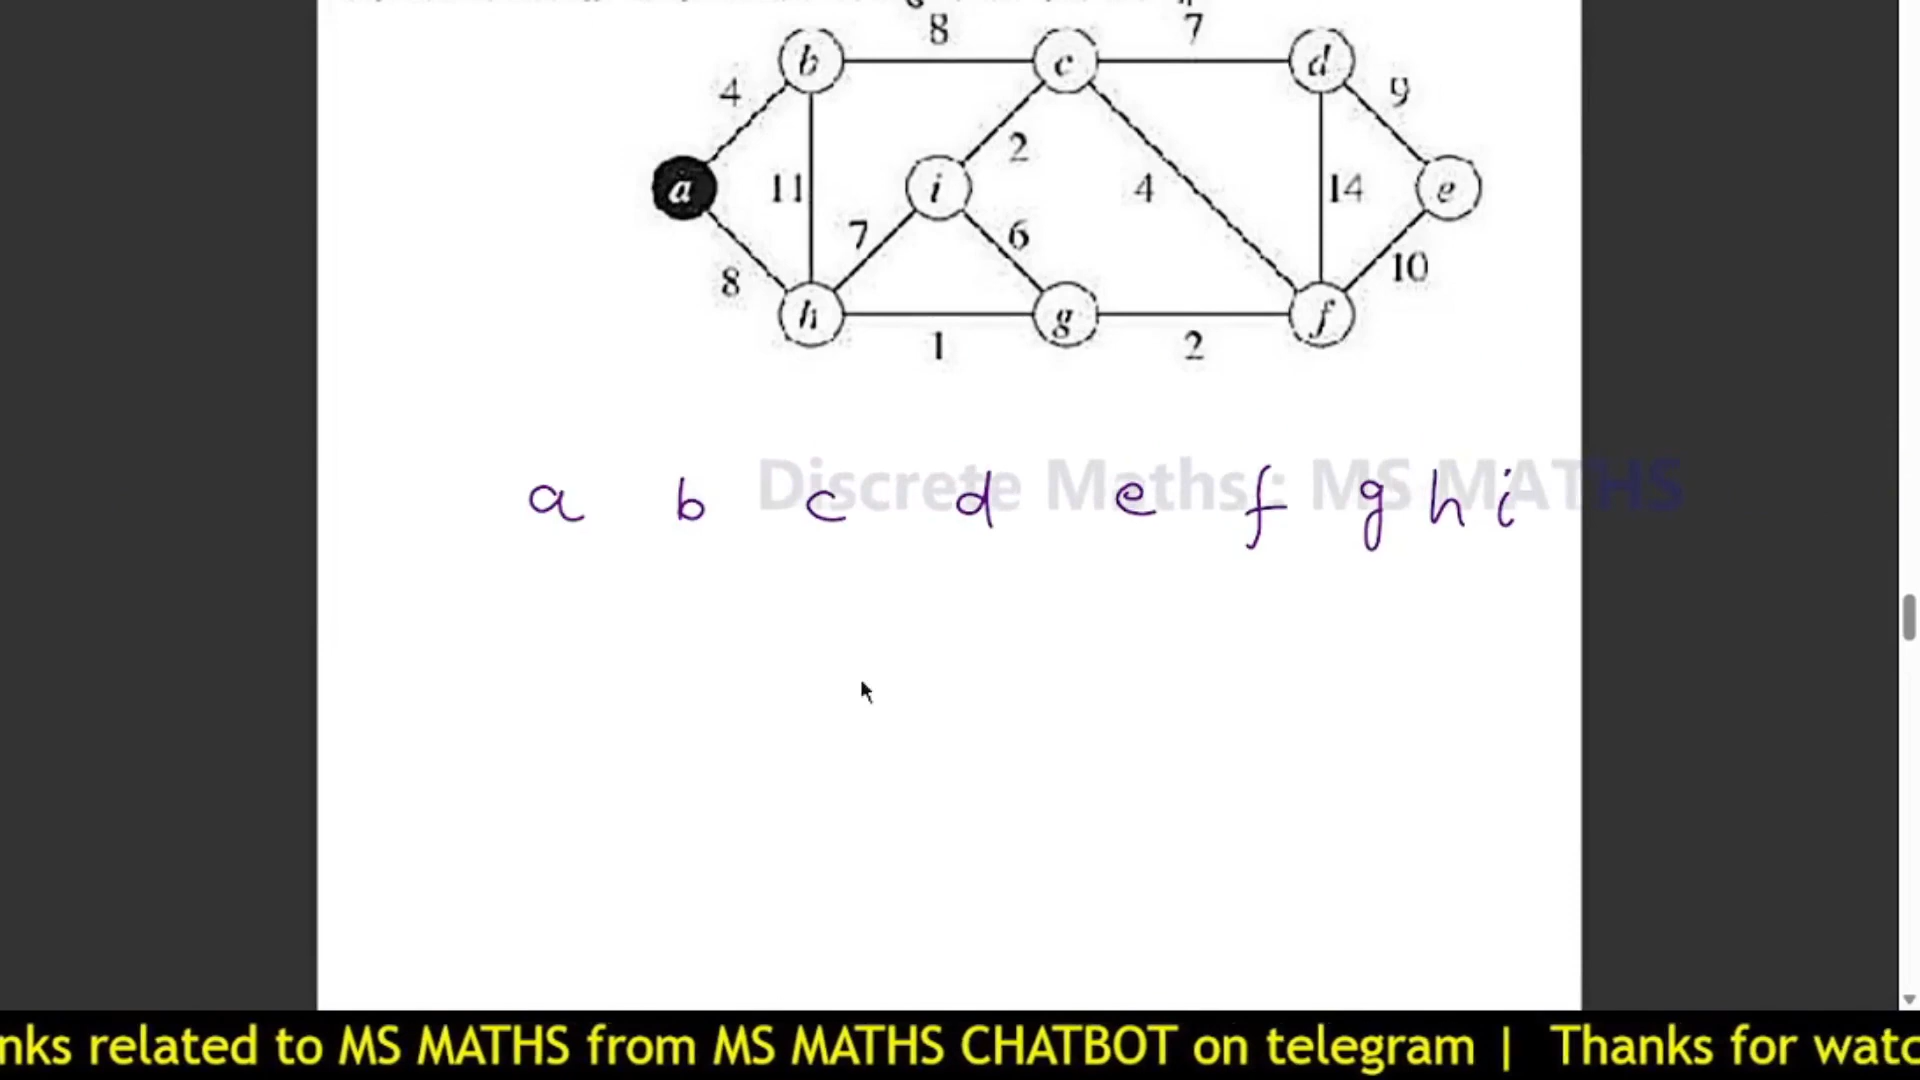 8 7
b c d
4 9
2
a 11 i 4 14 e
7 6
8 10
h g f
1 2
Discrete Maths: MS MATHS
a b c d e f g h i
nks related to MS MATHS from MS MATHS CHATBOT on telegram | Thanks for watc